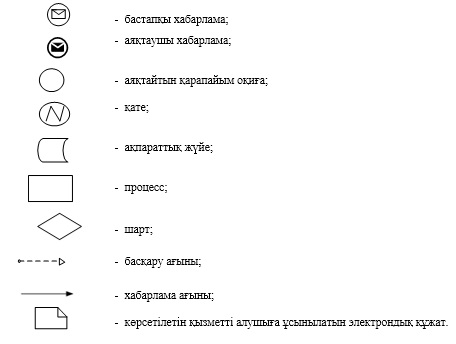 - бастапқы хабарлама;
- аяқтаушы хабарлама;
- аяқтайтын қарапайым оқиға;
- қате;
- ақпараттық жүйе;
- процесс;
- шарт;
- басқару ағыны;
- хабарлама ағыны;
- көрсетілетін қызметті алушыға ұсынылатын электрондық құжат.